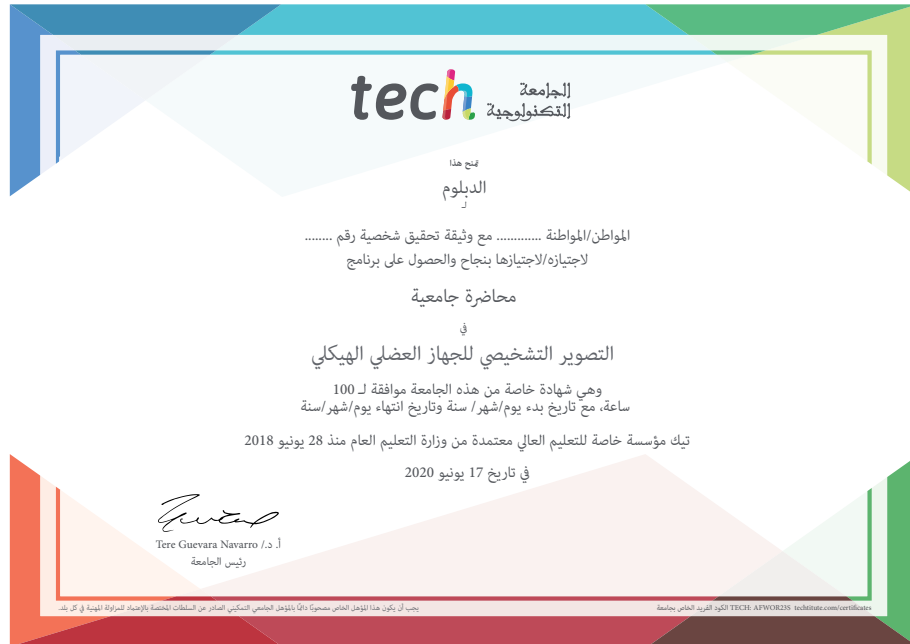 tech
الجامعة
التكنولوجية
يمنح هذا
الدبلوم
لـ
المواطن/المواطنة ............. مع وثيقة تحقيق شخصية رقم ........
لاجتيازه/لاجتيازها بنجاح والحصول على برنامج
محاضرة جامعية
في
التصوير التشخيصي للجهاز العضلي الهيكلي
وهي شهادة خاصة من هذه الجامعة موافقة لـ 100
ساعة، مع تاريخ بدء يوم/شهر/ سنة وتاريخ انتهاء يوم/شهر/سنة
تيك مؤسسة خاصة للتعليم العالي معتمدة من وزارة التعليم العام منذ 28 يونيو 2018
في تاريخ 17 يونيو 2020
أ. د./ Tere Guevara Navarro
رئيس الجامعة
يجب أن يكون هذا المؤهل الخاص مصحوبًا دائمًا بالمؤهل الجامعي التمكيني الصادر عن السلطات المختصة بالإعتماد للمزاولة المهنية في كل بلد.
الكود الفريد الخاص بجامعة TECH: AFWOR23S techtitute.com/certificates